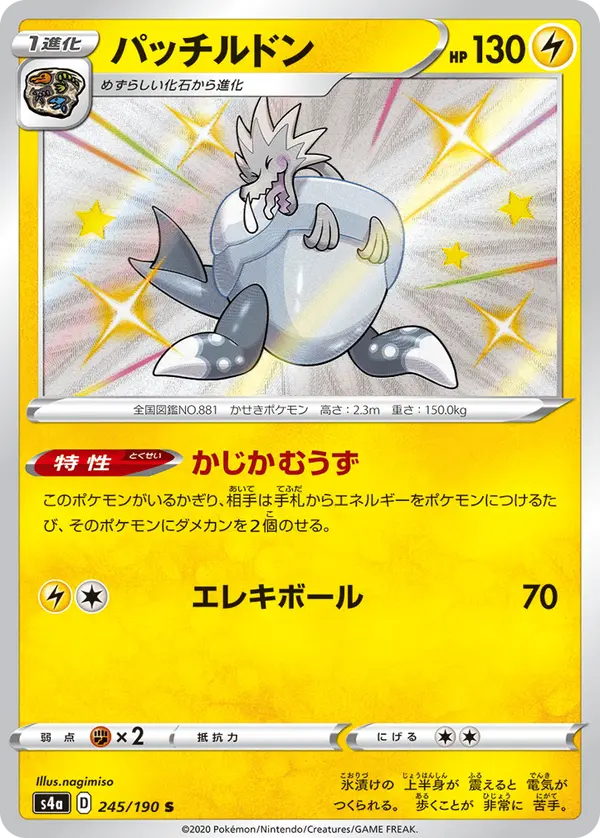 1進化
パッチルドン
HP 130
めずらしい化石から進化
全国図鑑NO.881 かせきポケモン 高さ:2.3m 重さ:150.0kg
特性 とくせい かじかむうず
このポケモンがいるかぎり、相手は手札からエネルギーをポケモンにつけるた
び、そのポケモンにダメカンを2個のせる。
エレキボール 70
弱点 ×2 抵抗力 にげる
Illus.nagimiso
s4a D 245/190 S
氷漬けの 上半身が 震えると 電気が
つくられる。 歩くことが 非常に 苦手。
©2020 Pokémon/Nintendo/Creatures/GAME FREAK.